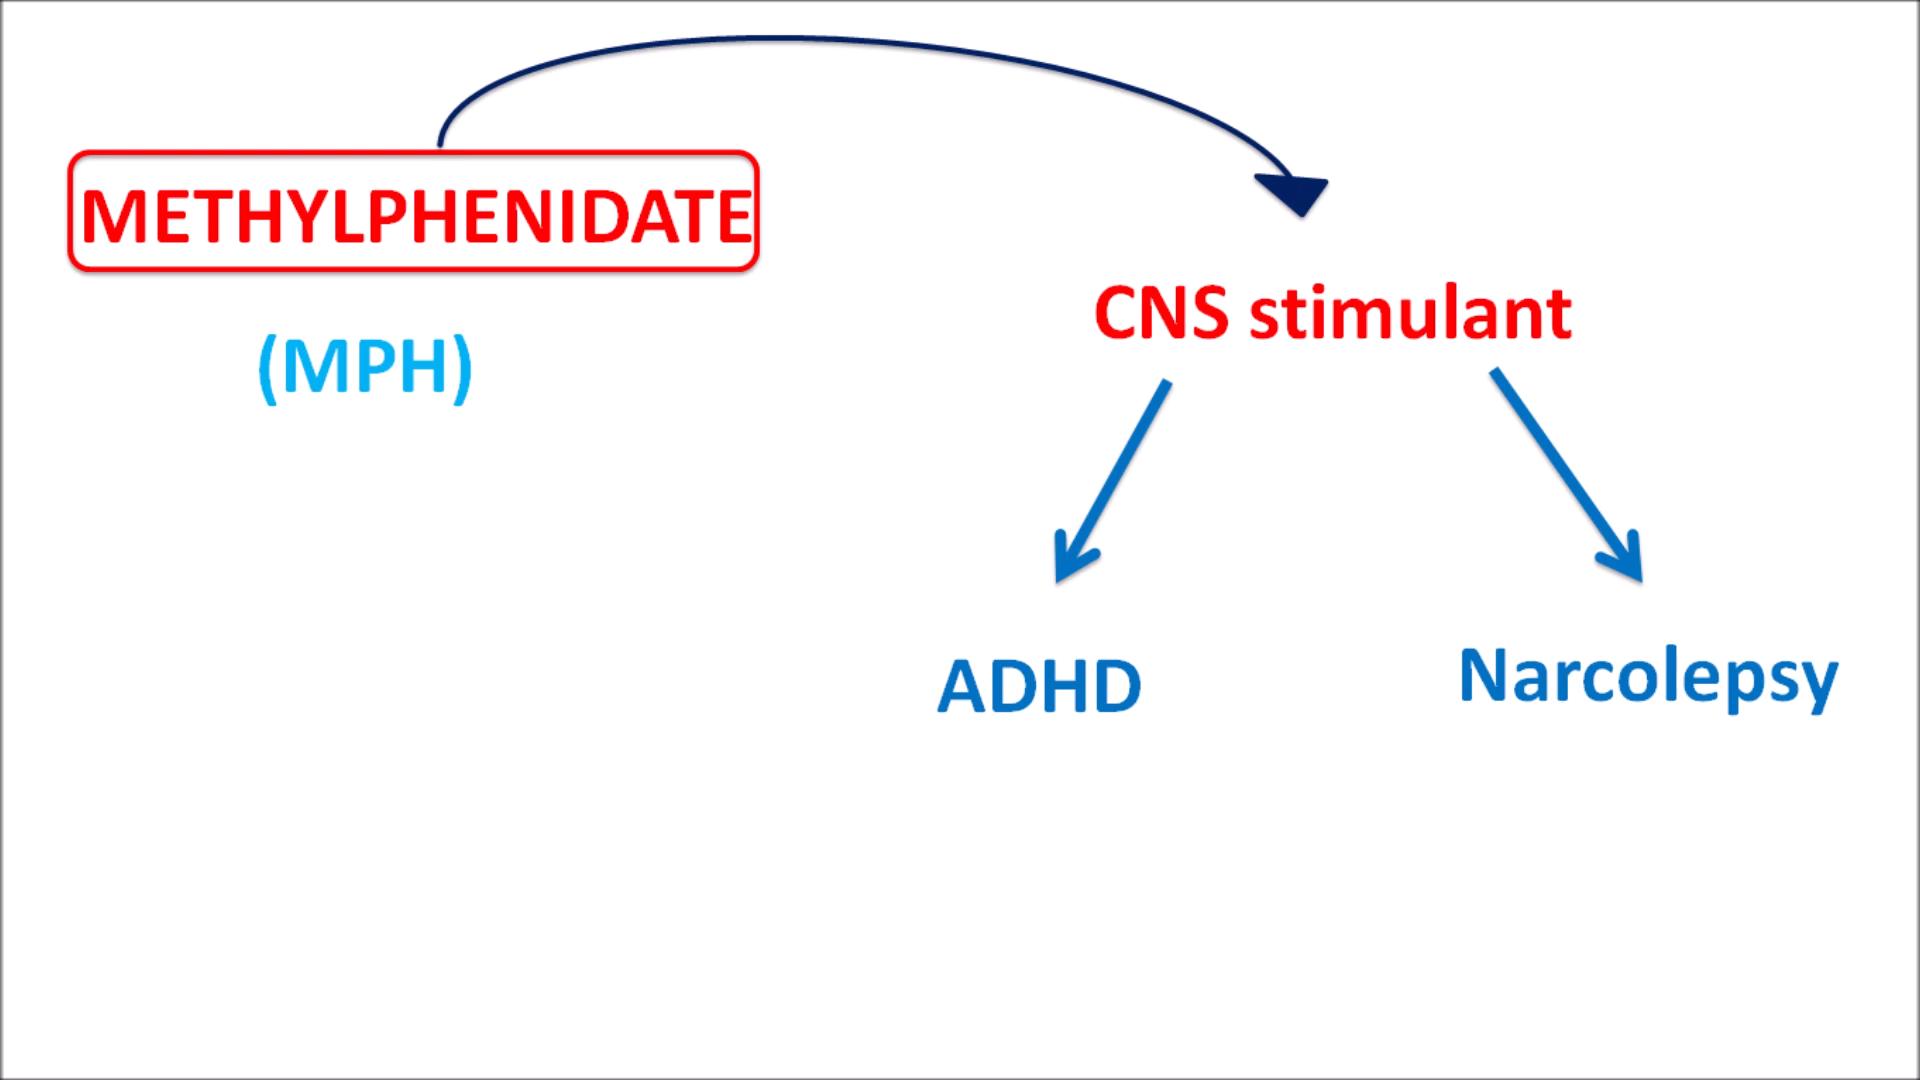 METHYLPHENIDATE
(MPH)
CNS stimulant
ADHD
Narcolepsy